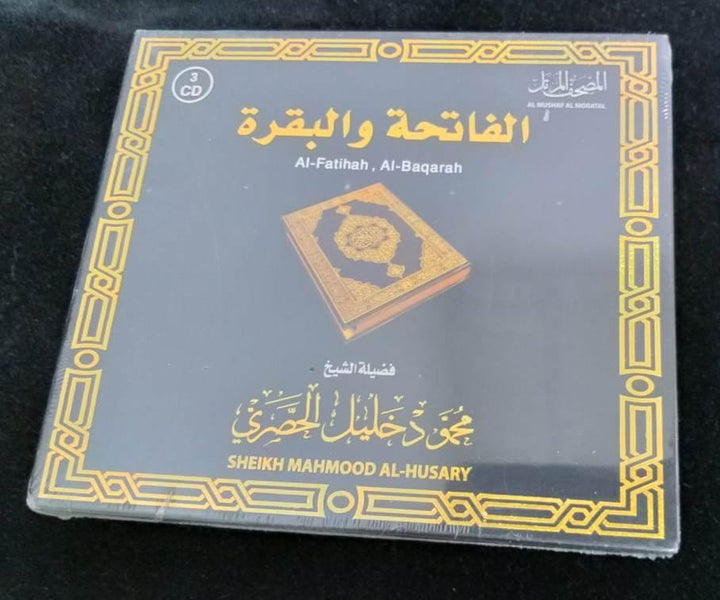 3
CD
المصحف المرتل
AL MUSHAF AL MORATAL
الفاتحة والبقرة
Al-Fatihah , Al-Baqarah
فضيلة الشيخ
محمود خليل الحصري
SHEIKH MAHMOOD AL-HUSARY